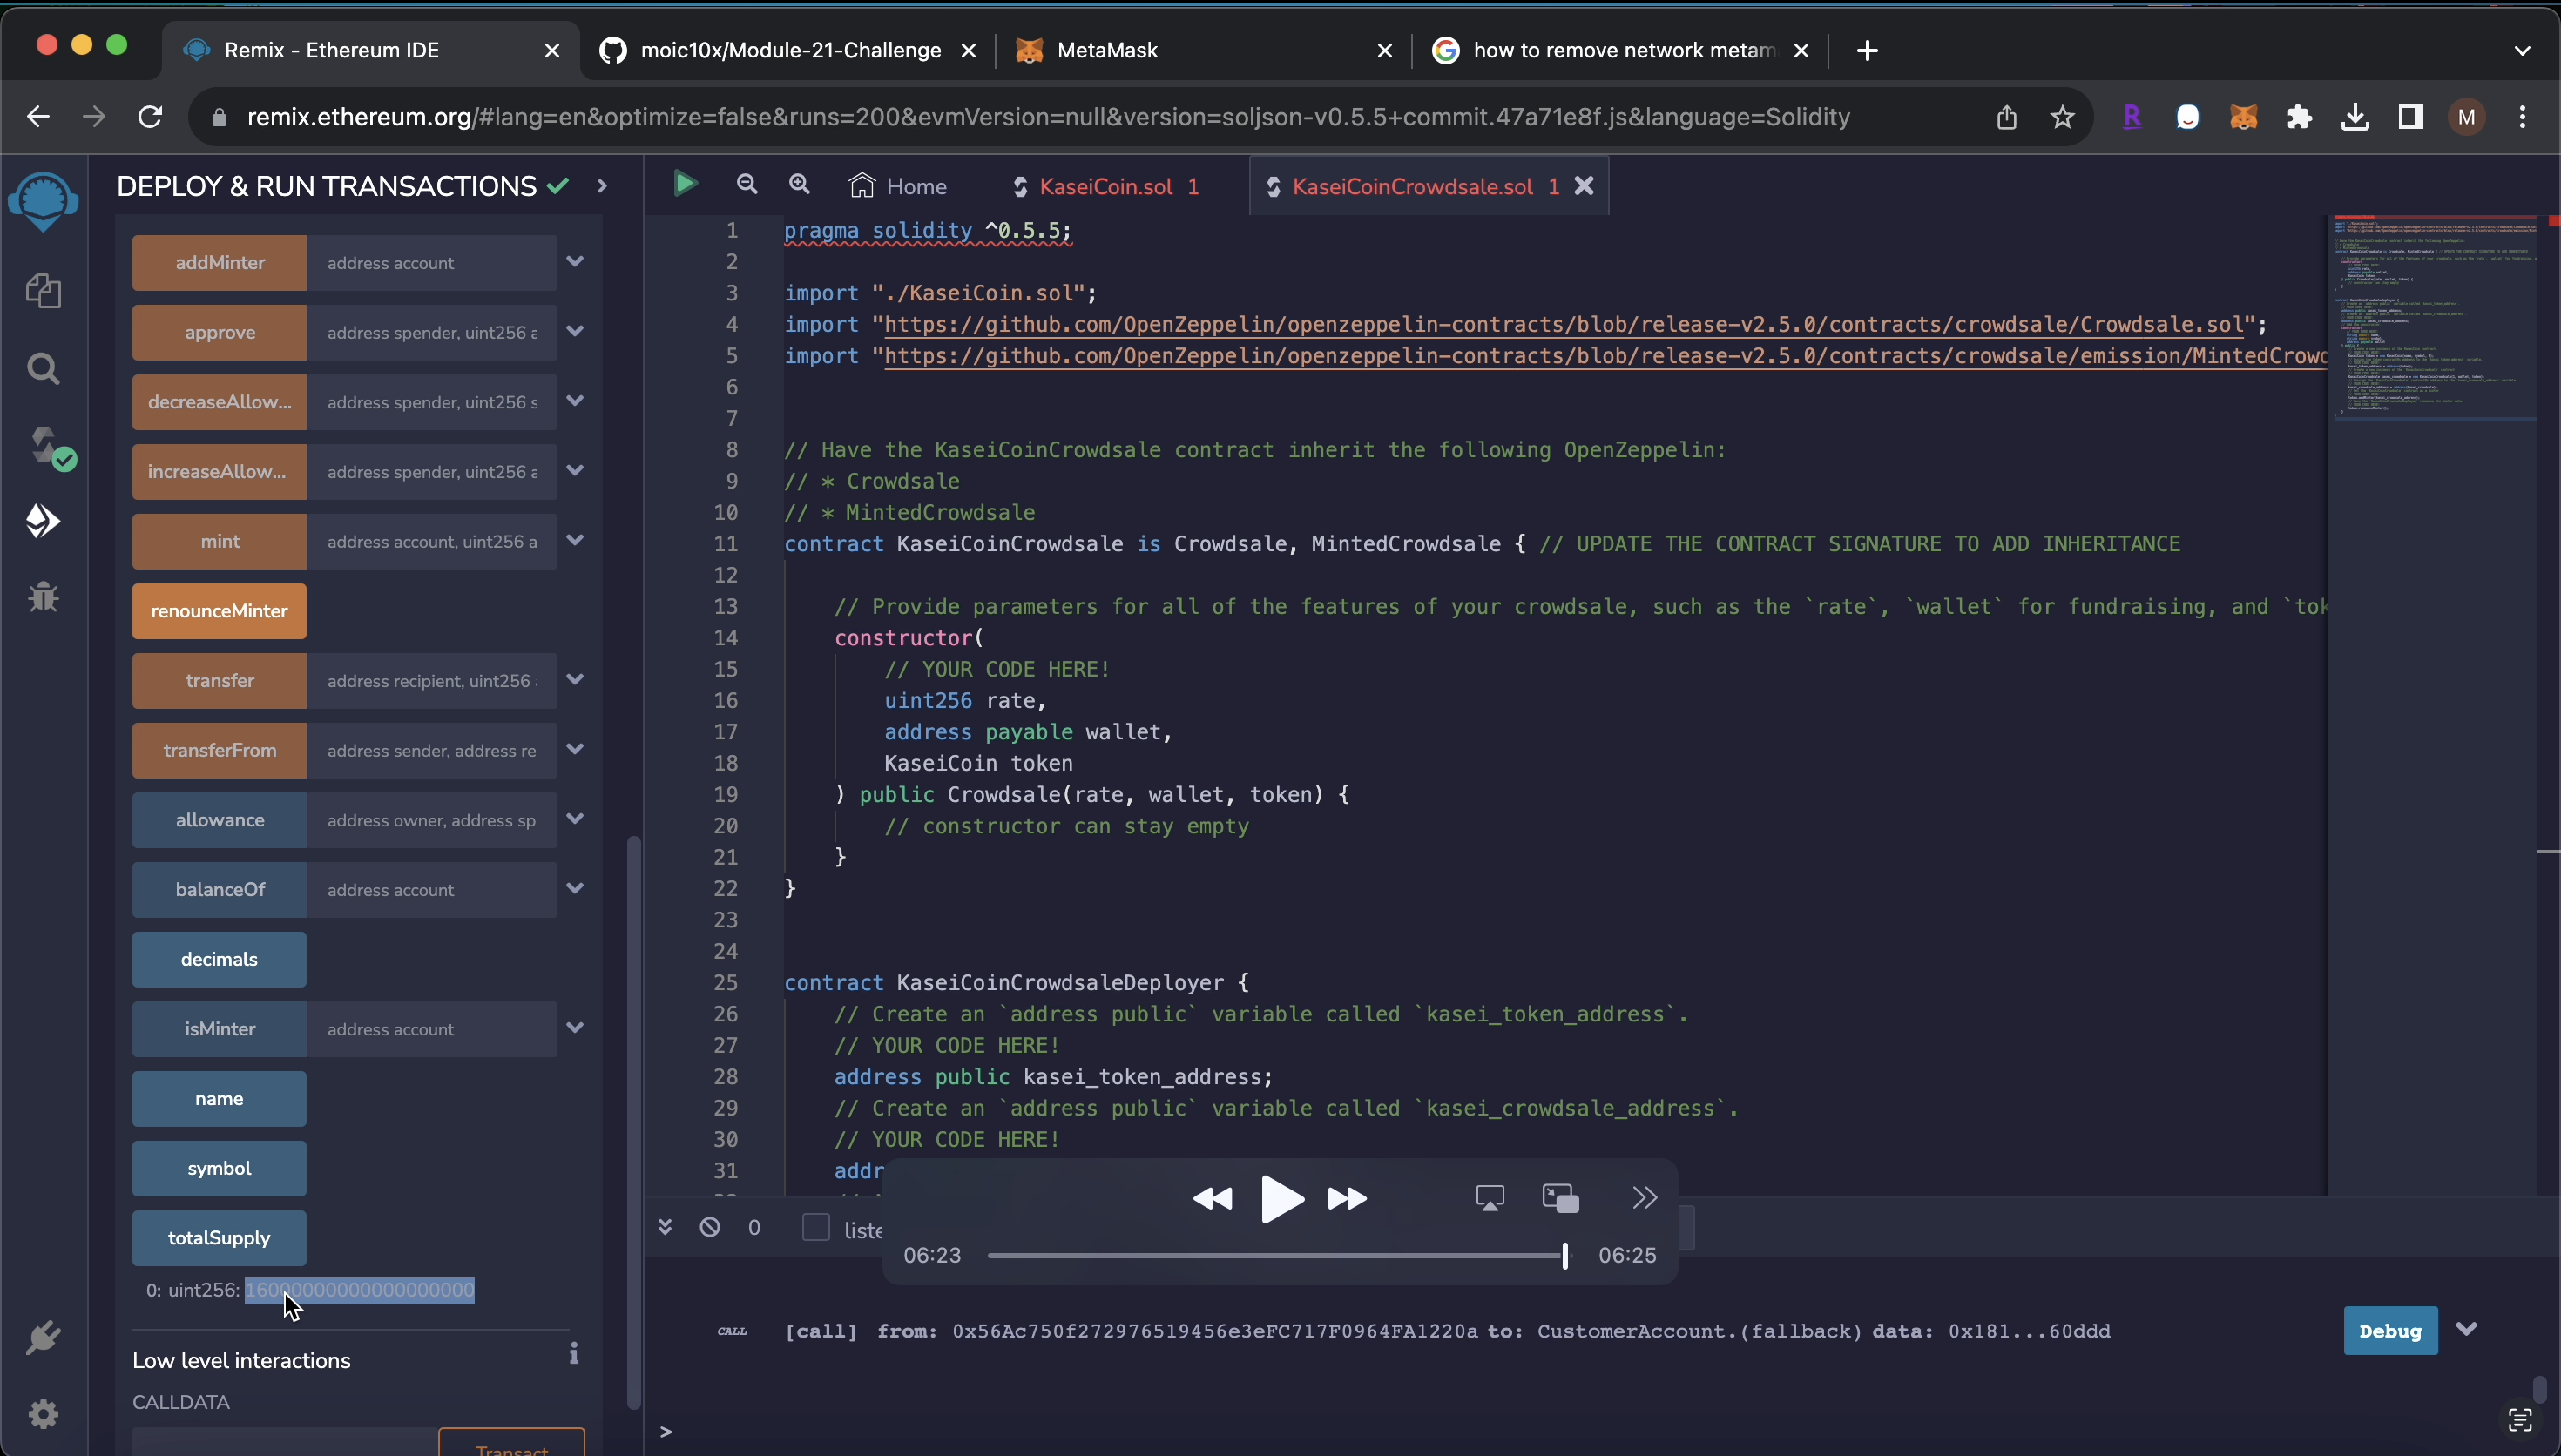 Remix - Ethereum IDE
moic10x/Module-21-Challenge
MetaMask
how to remove network metam
remix.ethereum.org/#lang=en&optimize=false&runs=200&evmVersion=null&version=soljson-v0.5.5+commit.47a71e8f.js&language=Solidity
R
M
DEPLOY & RUN TRANSACTIONS
addMinter address account
approve address spender, uint256 a
decreaseAllow... address spender, uint256 s
increaseAllow... address spender, uint256 a
mint address account, uint256 a
renounceMinter
transfer address recipient, uint256
transferFrom address sender, address re
allowance address owner, address sp
balanceOf address account
decimals
isMinter address account
name
symbol
totalSupply
0: uint256:
Low level interactions
i
CALLDATA
Transact
Home
KaseiCoin.sol 1
KaseiCoinCrowdsale.sol 1
1 pragma solidity ^0.5.5;
2
3 import "./KaseiCoin.sol";
4 import "https://github.com/OpenZeppelin/openzeppelin-contracts/blob/release-v2.5.0/contracts/crowdsale/Crowdsale.sol";
5 import "https://github.com/OpenZeppelin/openzeppelin-contracts/blob/release-v2.5.0/contracts/crowdsale/emission/MintedCrowd
6
7
8 // Have the KaseiCoinCrowdsale contract inherit the following OpenZeppelin:
9 // * Crowdsale
10 // * MintedCrowdsale
11 contract KaseiCoinCrowdsale is Crowdsale, MintedCrowdsale { // UPDATE THE CONTRACT SIGNATURE TO ADD INHERITANCE
12
13 // Provide parameters for all of the features of your crowdsale, such as the `rate`, `wallet` for fundraising, and `tok
14 constructor(
15 // YOUR CODE HERE!
16 uint256 rate,
17 address payable wallet,
18 KaseiCoin token
19 ) public Crowdsale(rate, wallet, token) {
20 // constructor can stay empty
21 }
22 }
23
24
25 contract KaseiCoinCrowdsaleDeployer {
26 // Create an `address public` variable called `kasei_token_address`.
27 // YOUR CODE HERE!
28 address public kasei_token_address;
29 // Create an `address public` variable called `kasei_crowdsale_address`.
30 // YOUR CODE HERE!
31 addr
0 liste
06:23 06:25
CALL [call] from: 0x56Ac750f272976519456e3eFC717F0964FA1220a to: CustomerAccount.(fallback) data: 0x181...60ddd
Debug
>